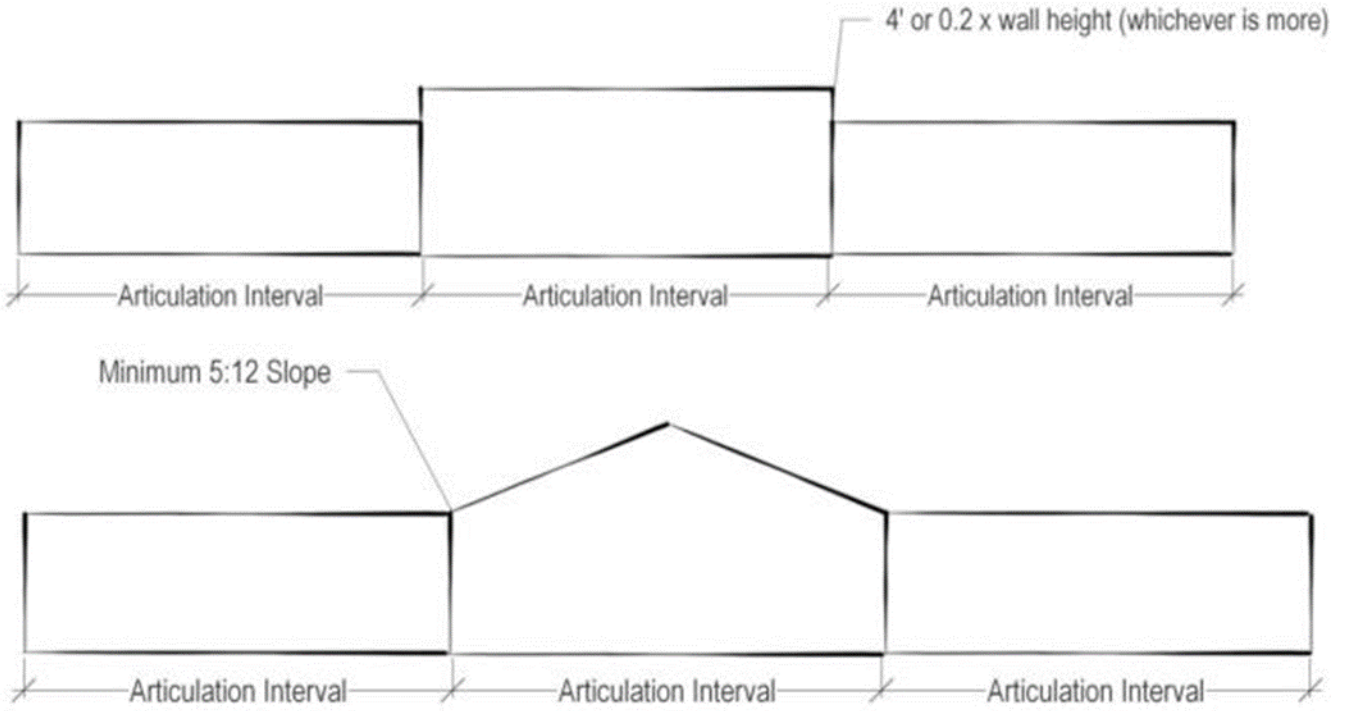 4' or 0.2 x wall height (whichever is more)
Articulation Interval
Articulation Interval
Articulation Interval
Minimum 5:12 Slope
Articulation Interval
Articulation Interval
Articulation Interval